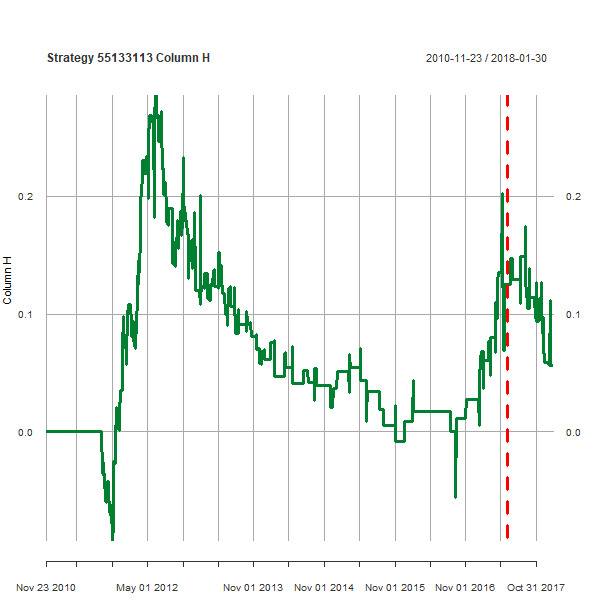 Strategy 55133113 Column H 2010-11-23 / 2018-01-30
0.2 0.2
0.1 0.1
0.0 0.0
Column H
Nov 23 2010 May 01 2012 Nov 01 2013 Nov 01 2014 Nov 01 2015 Nov 01 2016 Oct 31 2017